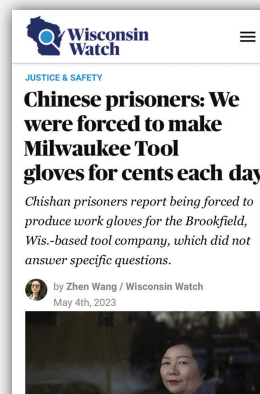 Wisconsin
Watch
JUSTICE & SAFETY
Chinese prisoners: We
were forced to make
Milwaukee Tool
gloves for cents each day
Chishan prisoners report being forced to
produce work gloves for the Brookfield,
Wis.-based tool company, which did not
answer specific questions.
by Zhen Wang / Wisconsin Watch
May 4th, 2023